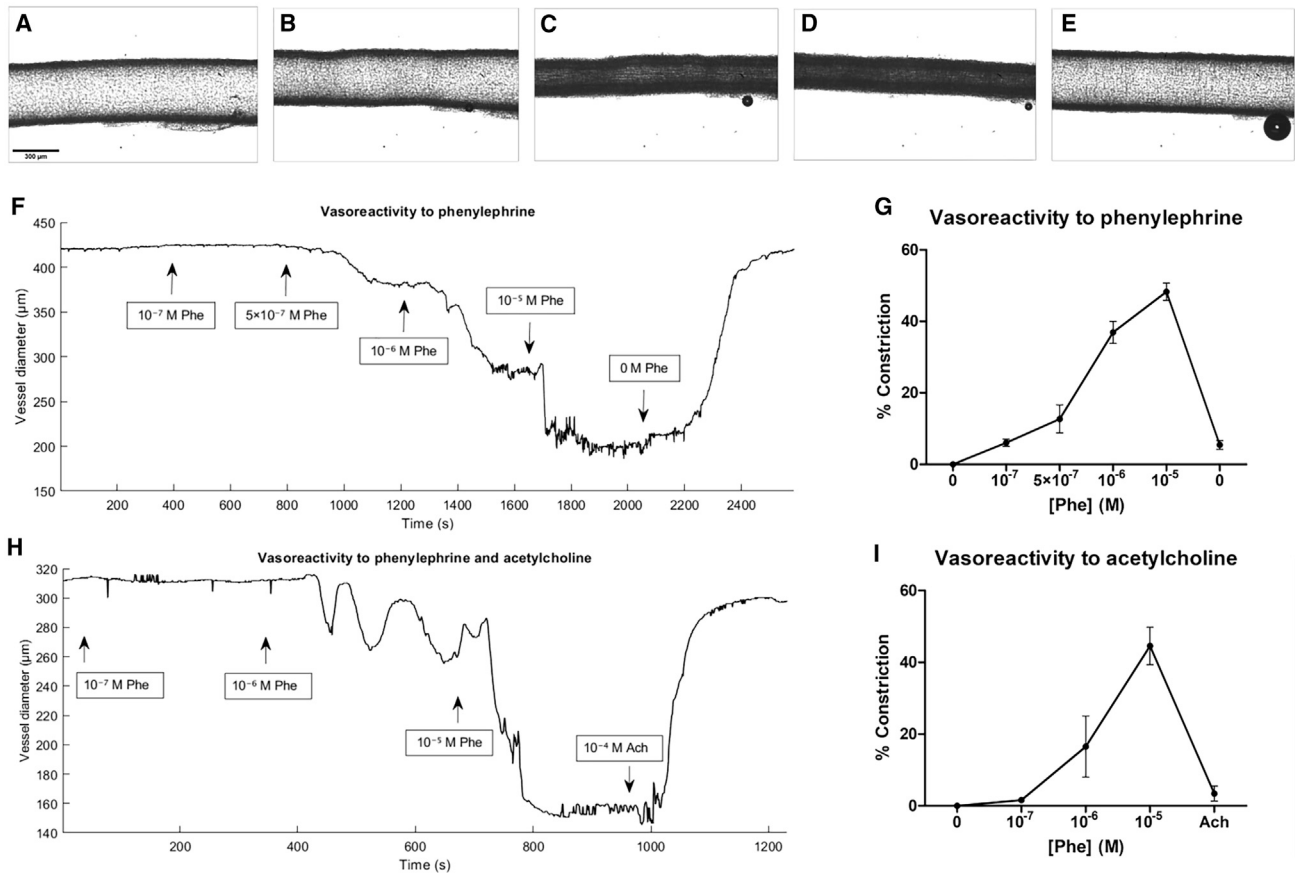 A
B
C
D
E
300 µm
F
Vasoreactivity to phenylephrine
450
400
350
300
250
200
150
Vessel diameter (µm)
10⁻⁷ M Phe
5×10⁻⁷ M Phe
10⁻⁶ M Phe
10⁻⁵ M Phe
0 M Phe
200 400 600 800 1000 1200 1400 1600 1800 2000 2200 2400
Time (s)
G
Vasoreactivity to phenylephrine
60
40
20
0
% Constriction
0 10⁻⁷ 5×10⁻⁷ 10⁻⁶ 10⁻⁵ 0
[Phe] (M)
H
Vasoreactivity to phenylephrine and acetylcholine
320
300
280
260
240
220
200
180
160
140
Vessel diameter (µm)
10⁻⁷ M Phe
10⁻⁶ M Phe
10⁻⁵ M Phe
10⁻⁴ M Ach
200 400 600 800 1000 1200
Time (s)
I
Vasoreactivity to acetylcholine
60
40
20
0
% Constriction
0 10⁻⁷ 10⁻⁶ 10⁻⁵ Ach
[Phe] (M)